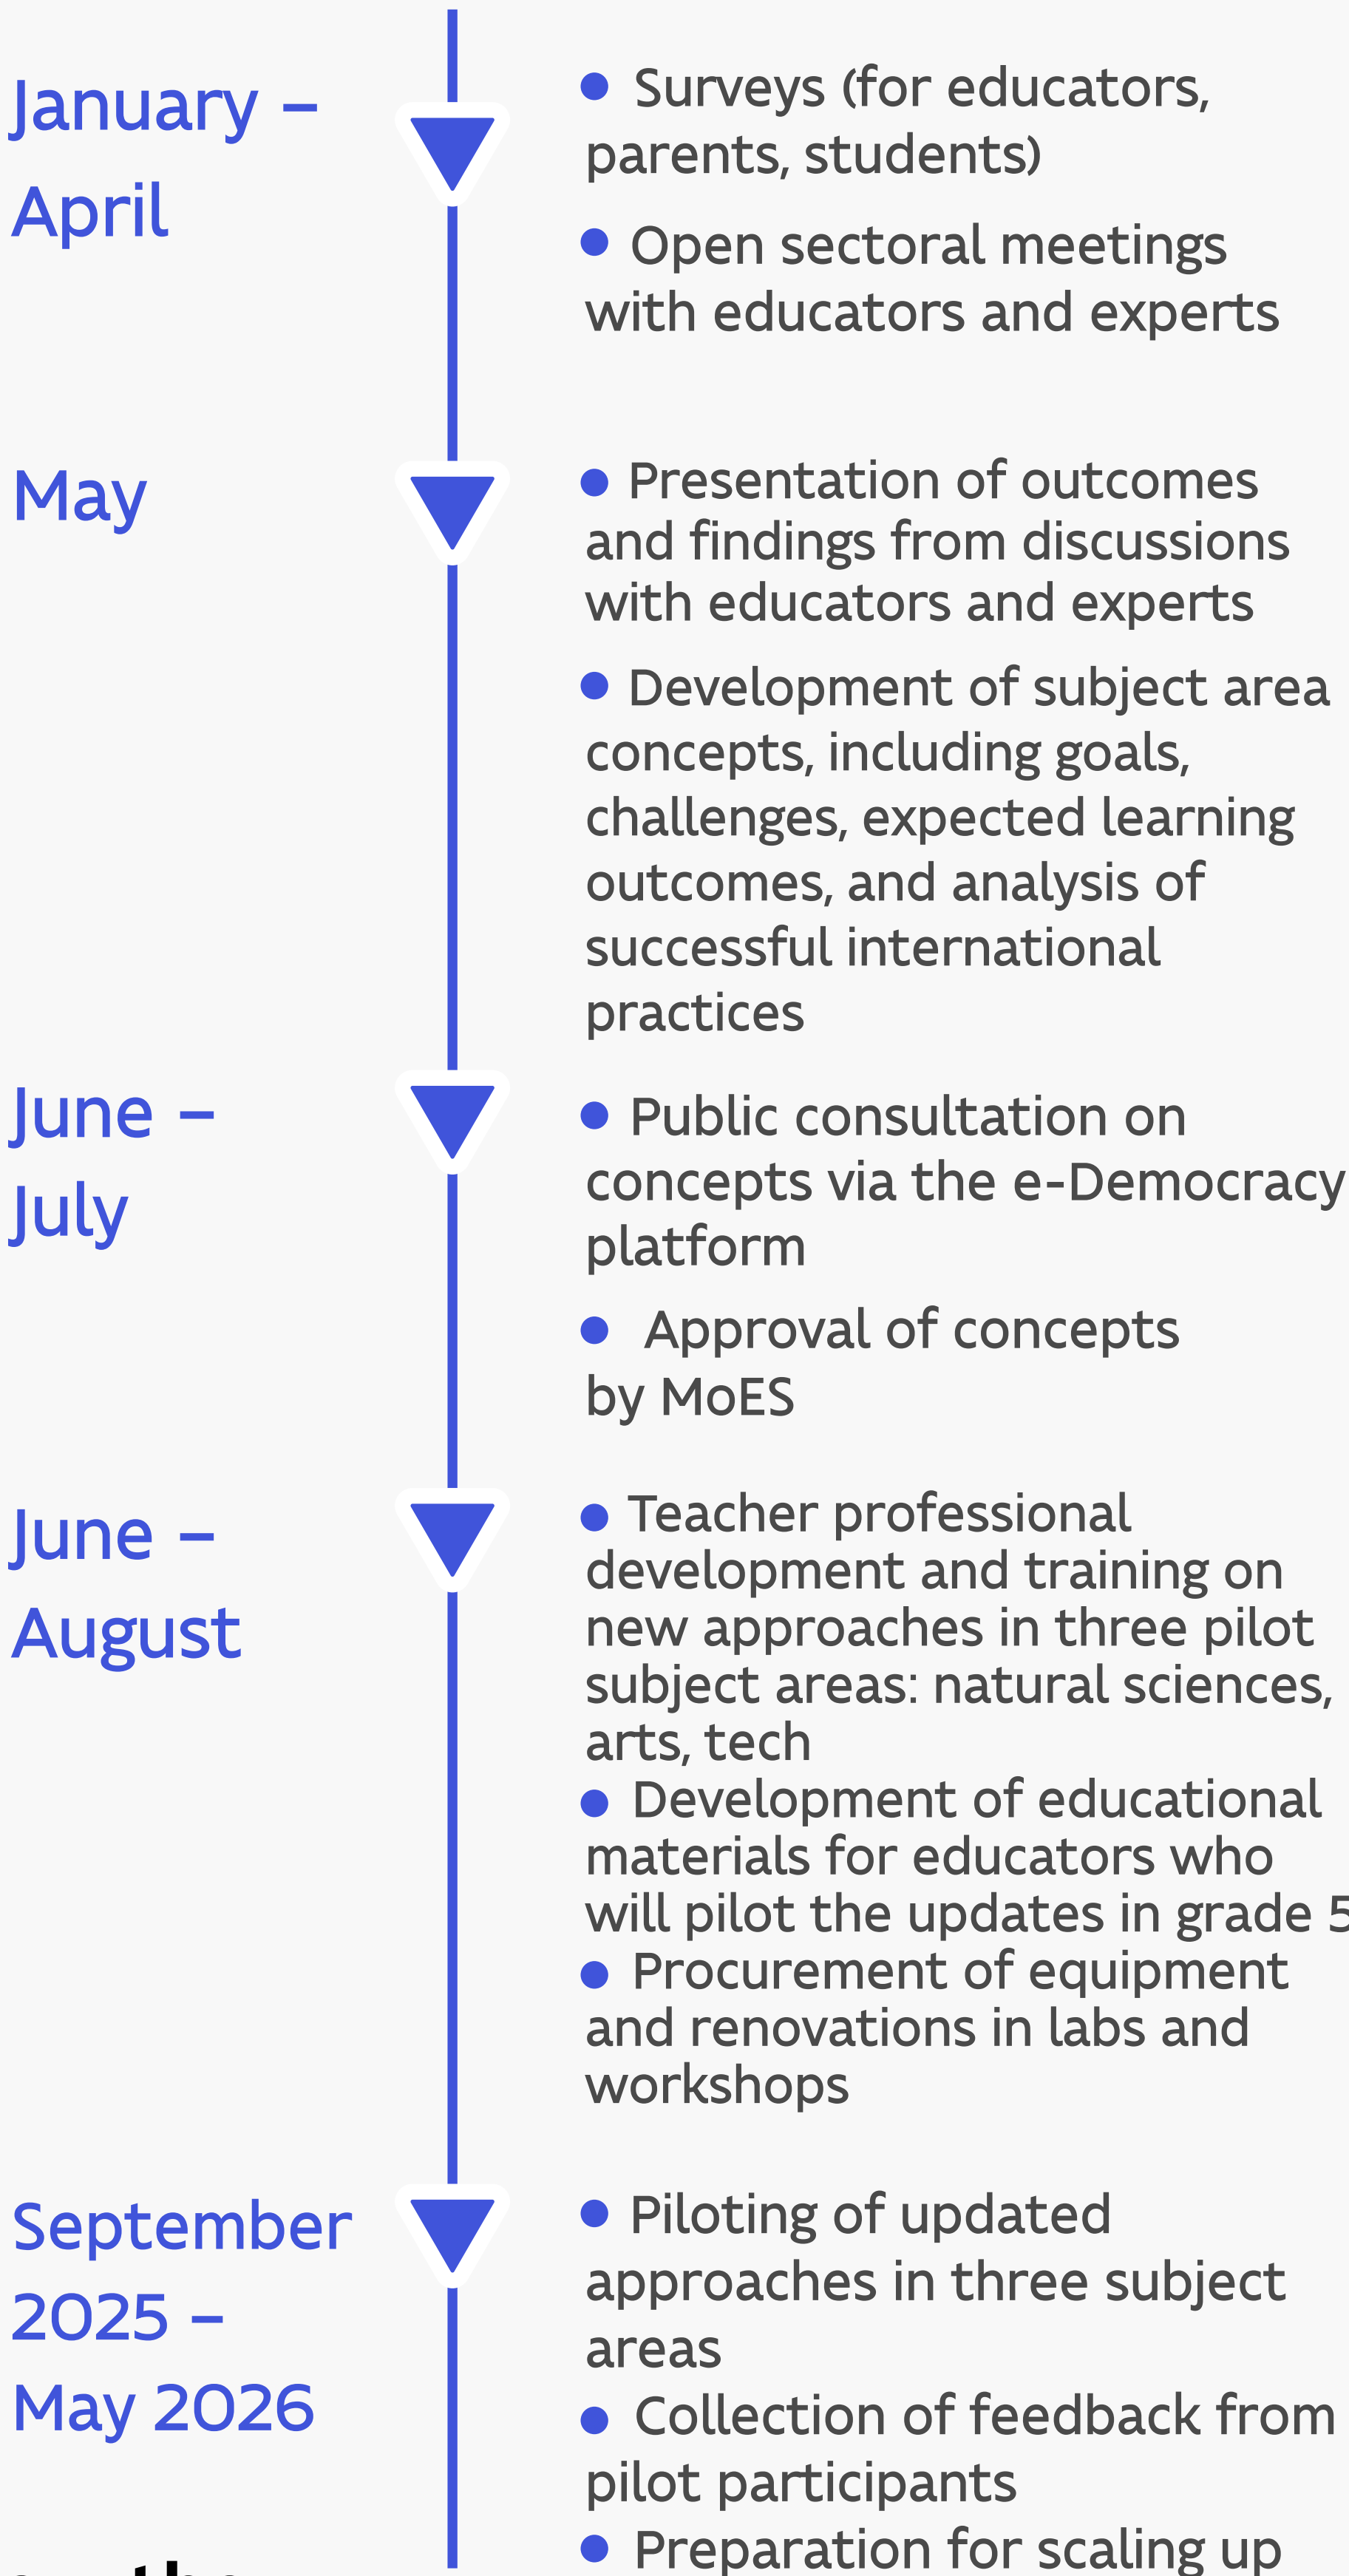 January –
April
● Surveys (for educators,
parents, students)
● Open sectoral meetings
with educators and experts
May
● Presentation of outcomes
and findings from discussions
with educators and experts
● Development of subject area
concepts, including goals,
challenges, expected learning
outcomes, and analysis of
successful international
practices
June –
July
● Public consultation on
concepts via the e-Democracy
platform
● Approval of concepts
by MoES
June –
August
● Teacher professional
development and training on
new approaches in three pilot
subject areas: natural sciences,
arts, tech
● Development of educational
materials for educators who
will pilot the updates in grade 5
● Procurement of equipment
and renovations in labs and
workshops
September
2025 –
May 2026
● Piloting of updated
approaches in three subject
areas
● Collection of feedback from
pilot participants
● Preparation for scaling up